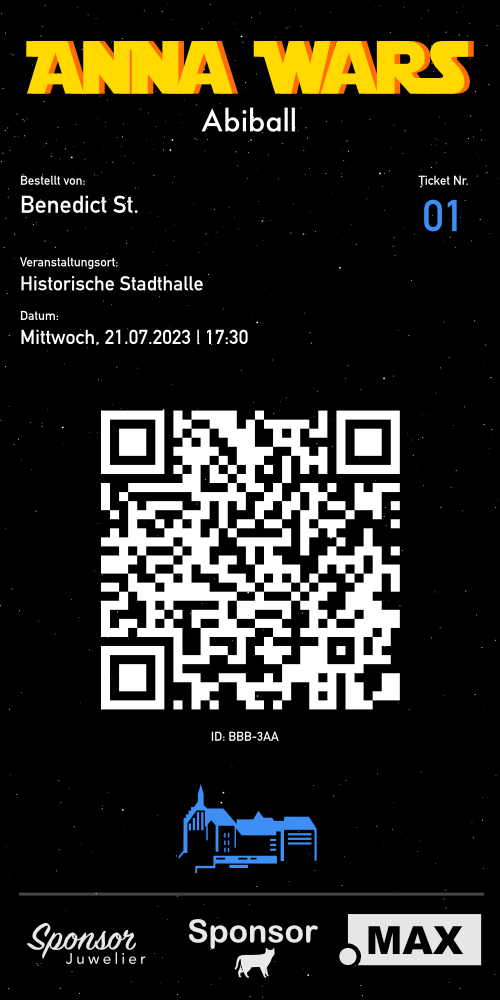 ANNA WARS
Abiball
Bestellt von:
Benedict St.
Ticket Nr.
01
Veranstaltungsort:
Historische Stadthalle
Datum:
Mittwoch, 21.07.2023 | 17:30
ID: BBB-3AA
Sponsor
Juwelier
Sponsor
.MAX